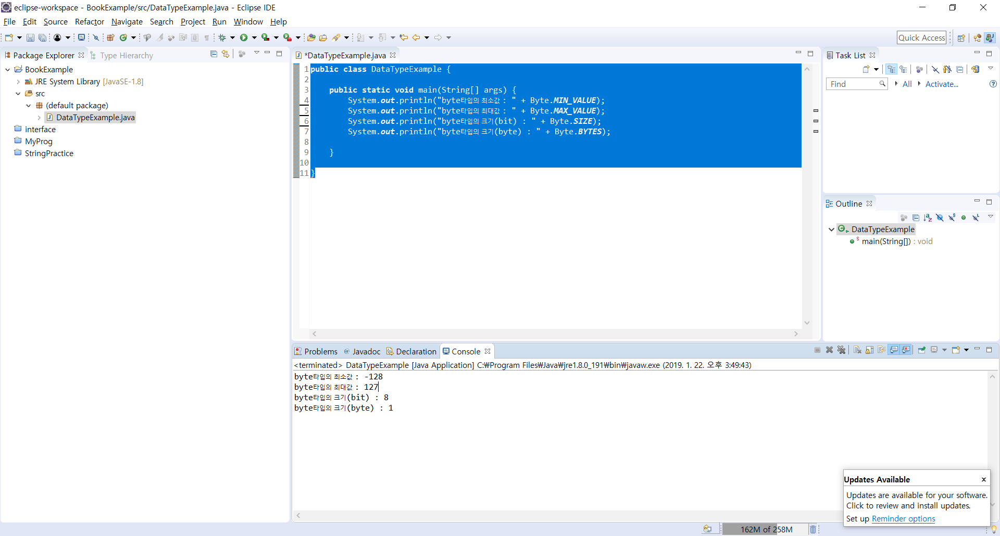 eclipse-workspace - BookExample/src/DataTypeExample.java - Eclipse IDE
File Edit Source Refactor Navigate Search Project Run Window Help
Quick Access
Package Explorer Type Hierarchy
BookExample
JRE System Library [JavaSE-1.8]
src
(default package)
DataTypeExample.java
interface
MyProg
StringPractice
*DataTypeExample.java
1 public class DataTypeExample {
2
3 public static void main(String[] args) {
4 System.out.println("byte타입의 최소값 : " + Byte.MIN_VALUE);
5 System.out.println("byte타입의 최대값 : " + Byte.MAX_VALUE);
6 System.out.println("byte타입의 크기(bit) : " + Byte.SIZE);
7 System.out.println("byte타입의 크기(byte) : " + Byte.BYTES);
8
9 }
10
11 }
Task List
Find All Activate...
Outline
DataTypeExample
main(String[]) : void
Problems @ Javadoc Declaration Console
<terminated> DataTypeExample [Java Application] C:₩Program Files₩Java₩jre1.8.0_191₩bin₩javaw.exe (2019. 1. 22. 오후 3:49:43)
byte타입의 최소값 : -128
byte타입의 최대값 : 127
byte타입의 크기(bit) : 8
byte타입의 크기(byte) : 1
Updates Available
Updates are available for your software.
Click to review and install updates.
Set up Reminder options
162M of 258M